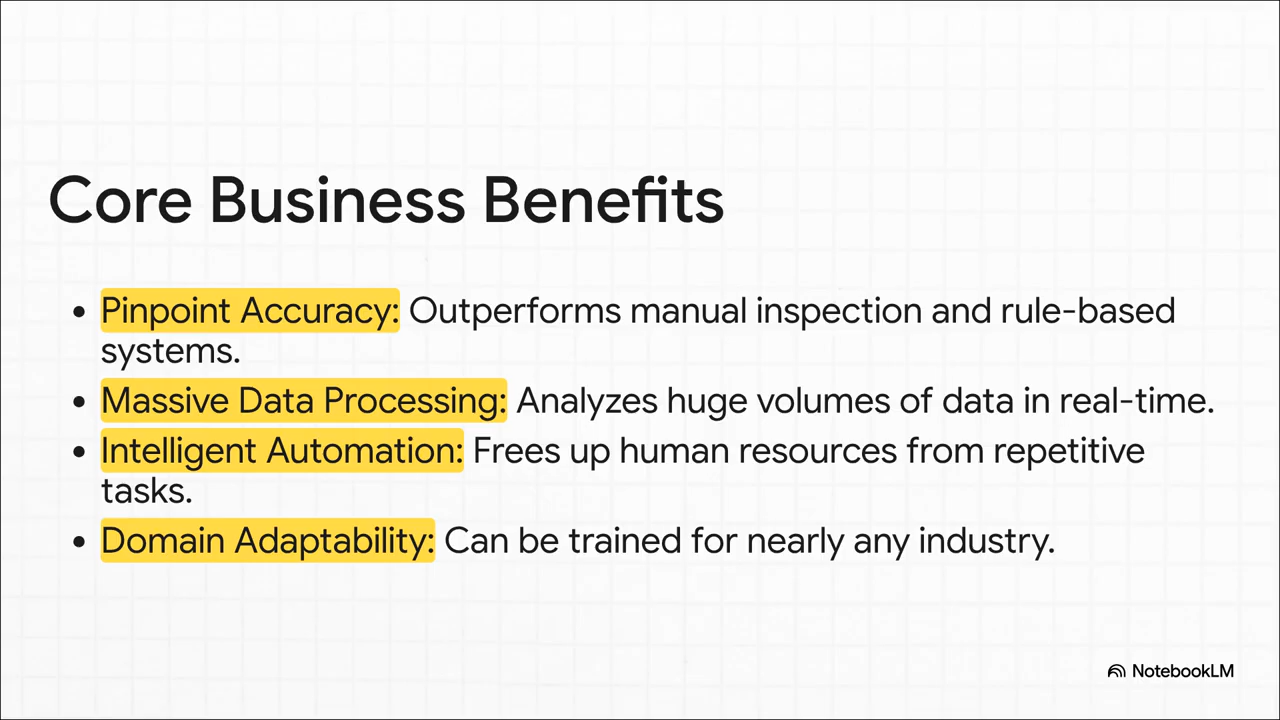 Core Business Benefits
• Pinpoint Accuracy: Outperforms manual inspection and rule-based
systems.
• Massive Data Processing: Analyzes huge volumes of data in real-time.
• Intelligent Automation: Frees up human resources from repetitive
tasks.
• Domain Adaptability: Can be trained for nearly any industry.
NotebookLM